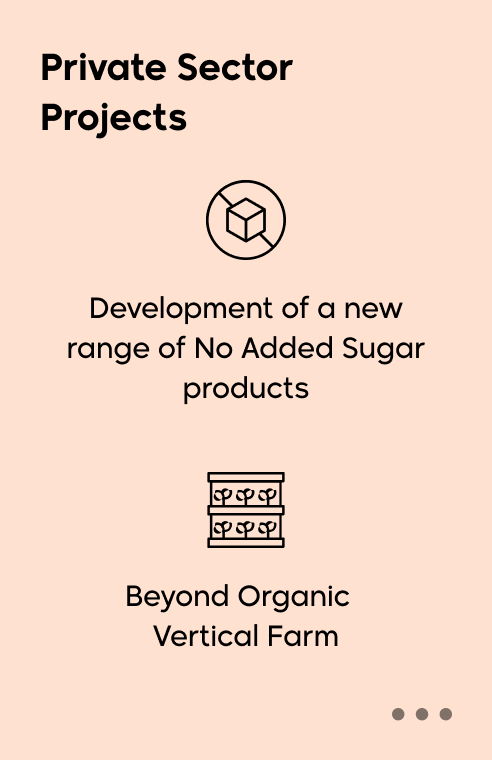 Private Sector
Projects
Development of a new
range of No Added Sugar
products
Beyond Organic
Vertical Farm